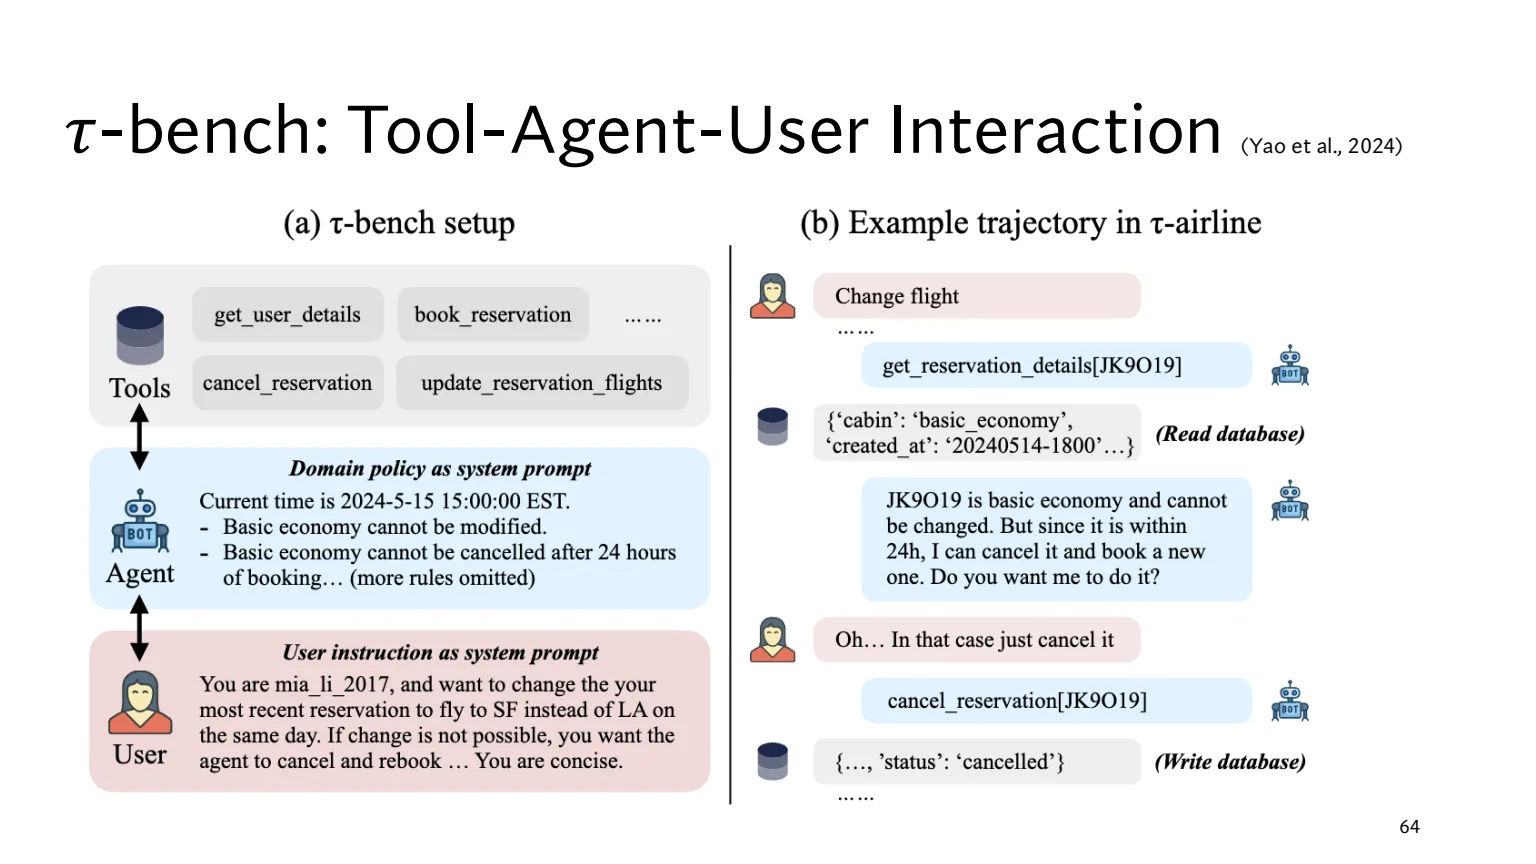 τ-bench: Tool-Agent-User Interaction (Yao et al., 2024)
(a) τ-bench setup
get_user_details
book_reservation
......
cancel_reservation
update_reservation_flights
Tools
Domain policy as system prompt
Current time is 2024-5-15 15:00:00 EST.
- Basic economy cannot be modified.
- Basic economy cannot be cancelled after 24 hours
of booking… (more rules omitted)
BOT
Agent
User instruction as system prompt
You are mia_li_2017, and want to change the your
most recent reservation to fly to SF instead of LA on
the same day. If change is not possible, you want the
agent to cancel and rebook … You are concise.
User
(b) Example trajectory in τ-airline
Change flight
......
get_reservation_details[JK9O19]
BOT
{‘cabin’: ‘basic_economy’,
‘created_at’: ‘20240514-1800’…}
(Read database)
JK9O19 is basic economy and cannot
be changed. But since it is within
24h, I can cancel it and book a new
one. Do you want me to do it?
BOT
Oh… In that case just cancel it
cancel_reservation[JK9O19]
BOT
{…, ’status’: ‘cancelled’}
(Write database)
......
64